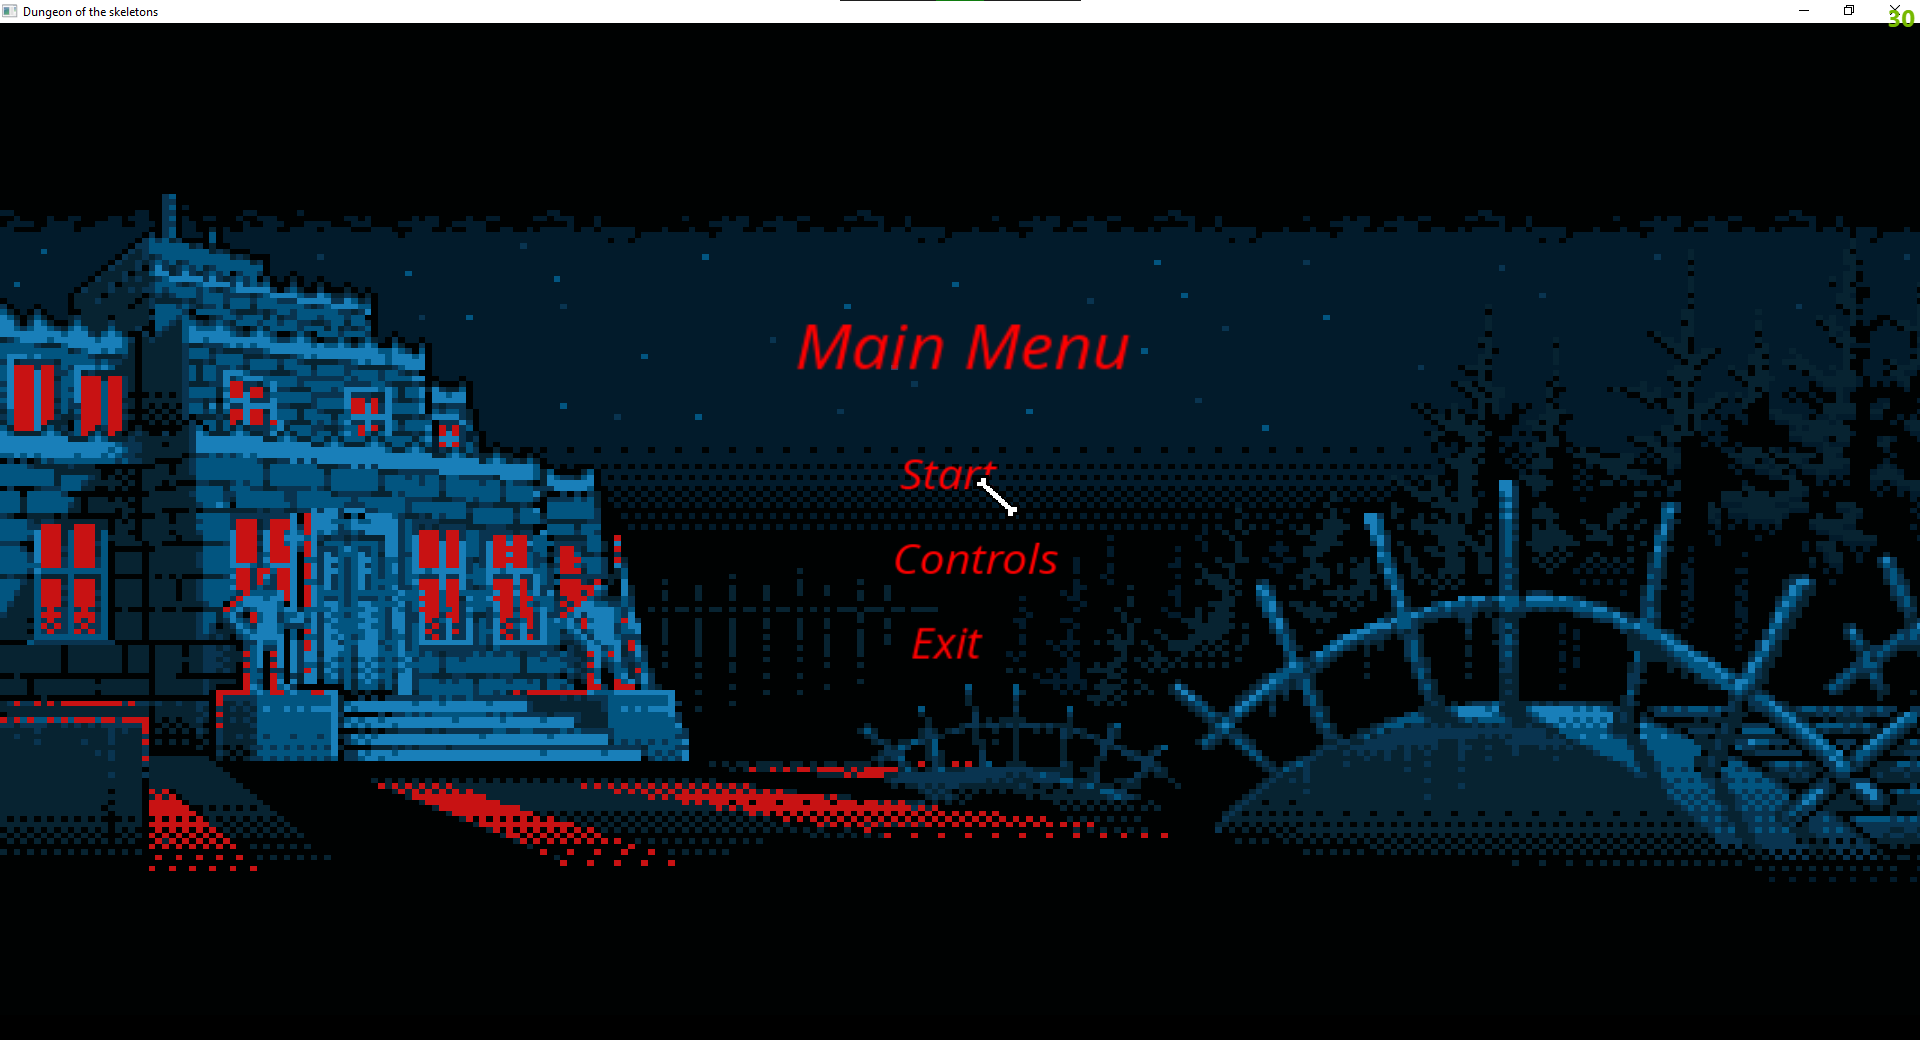 Dungeon of the skeletons
30
Main Menu
Start
Controls
Exit